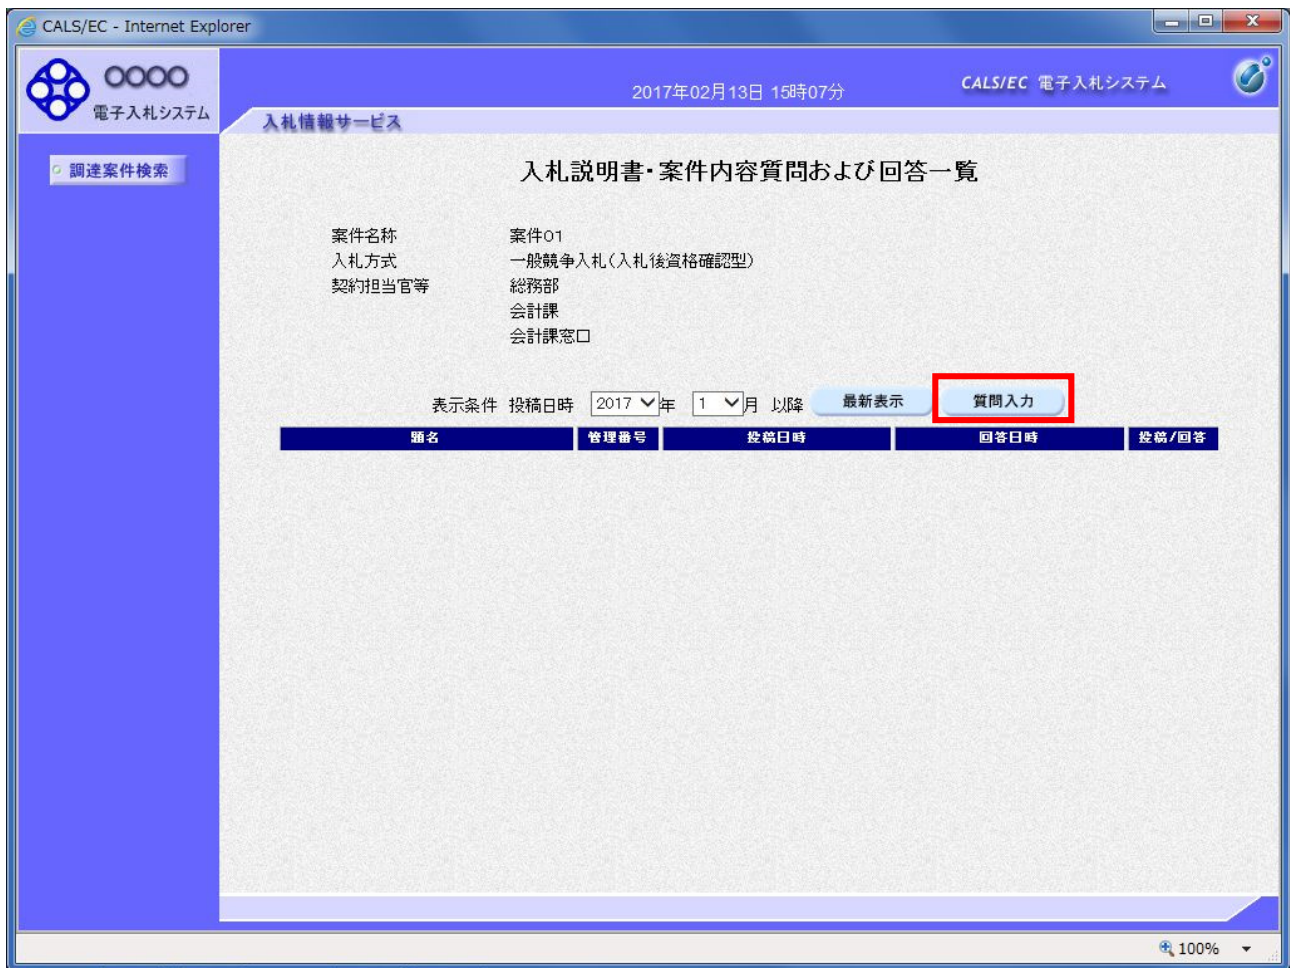 CALS/EC - Internet Explorer
○○○○
電子入札システム
2017年02月13日 15時07分
CALS/EC 電子入札システム
入札情報サービス
調達案件検索
入札説明書・案件内容質問および回答一覧
案件名称 案件01
入札方式 一般競争入札(入札後資格確認型)
契約担当官等 総務部
会計課
会計課窓口
表示条件 投稿日時 2017 年 1 月 以降 最新表示 質問入力
題名 管理番号 投稿日時 回答日時 投稿/回答
100%